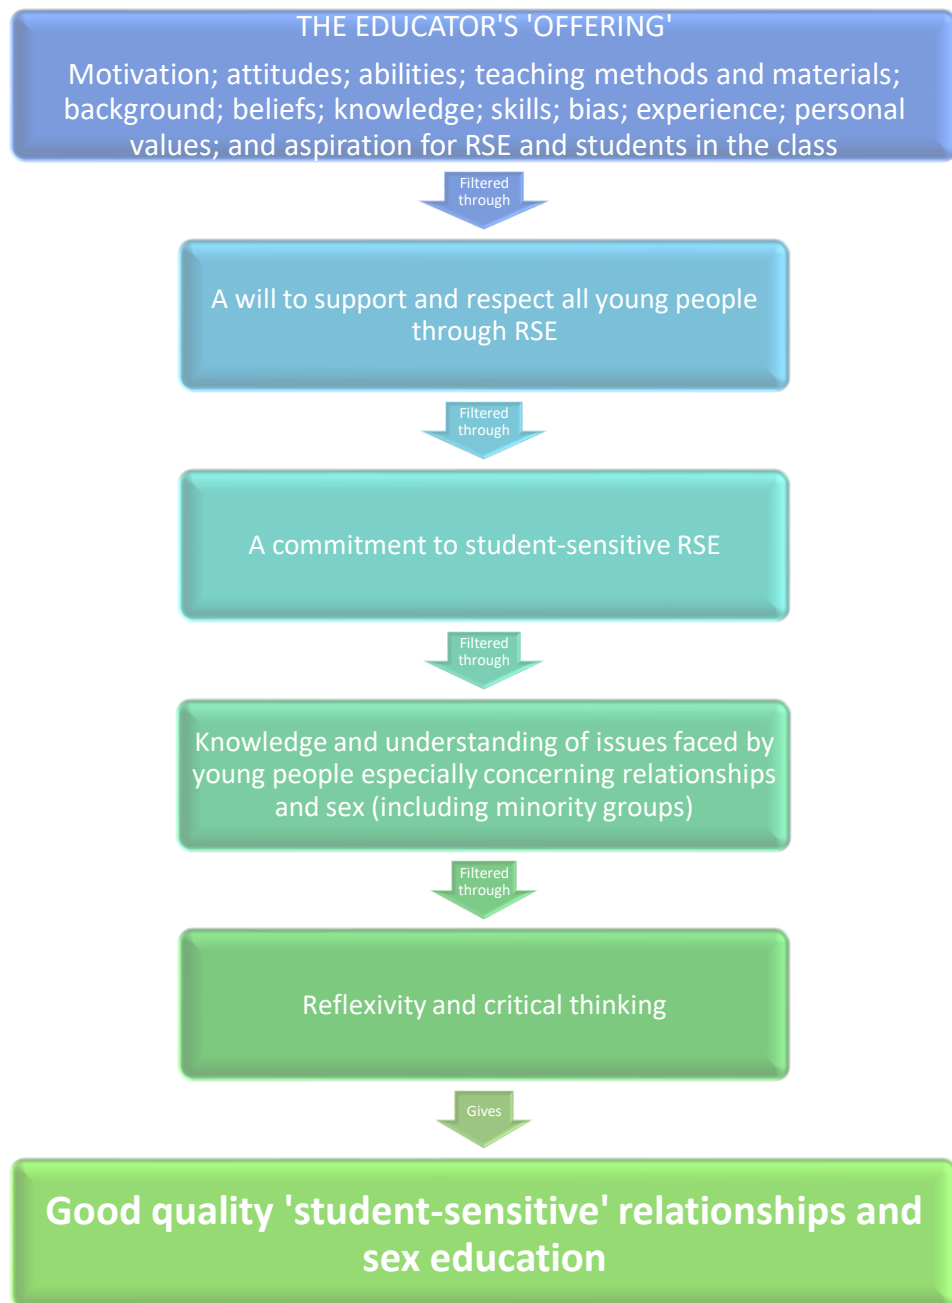 THE EDUCATOR'S 'OFFERING'
Motivation; attitudes; abilities; teaching methods and materials;
background; beliefs; knowledge; skills; bias; experience; personal
values; and aspiration for RSE and students in the class
Filtered
through
A will to support and respect all young people
through RSE
Filtered
through
A commitment to student-sensitive RSE
Filtered
through
Knowledge and understanding of issues faced by
young people especially concerning relationships
and sex (including minority groups)
Filtered
through
Reflexivity and critical thinking
Gives
Good quality 'student-sensitive' relationships and
sex education